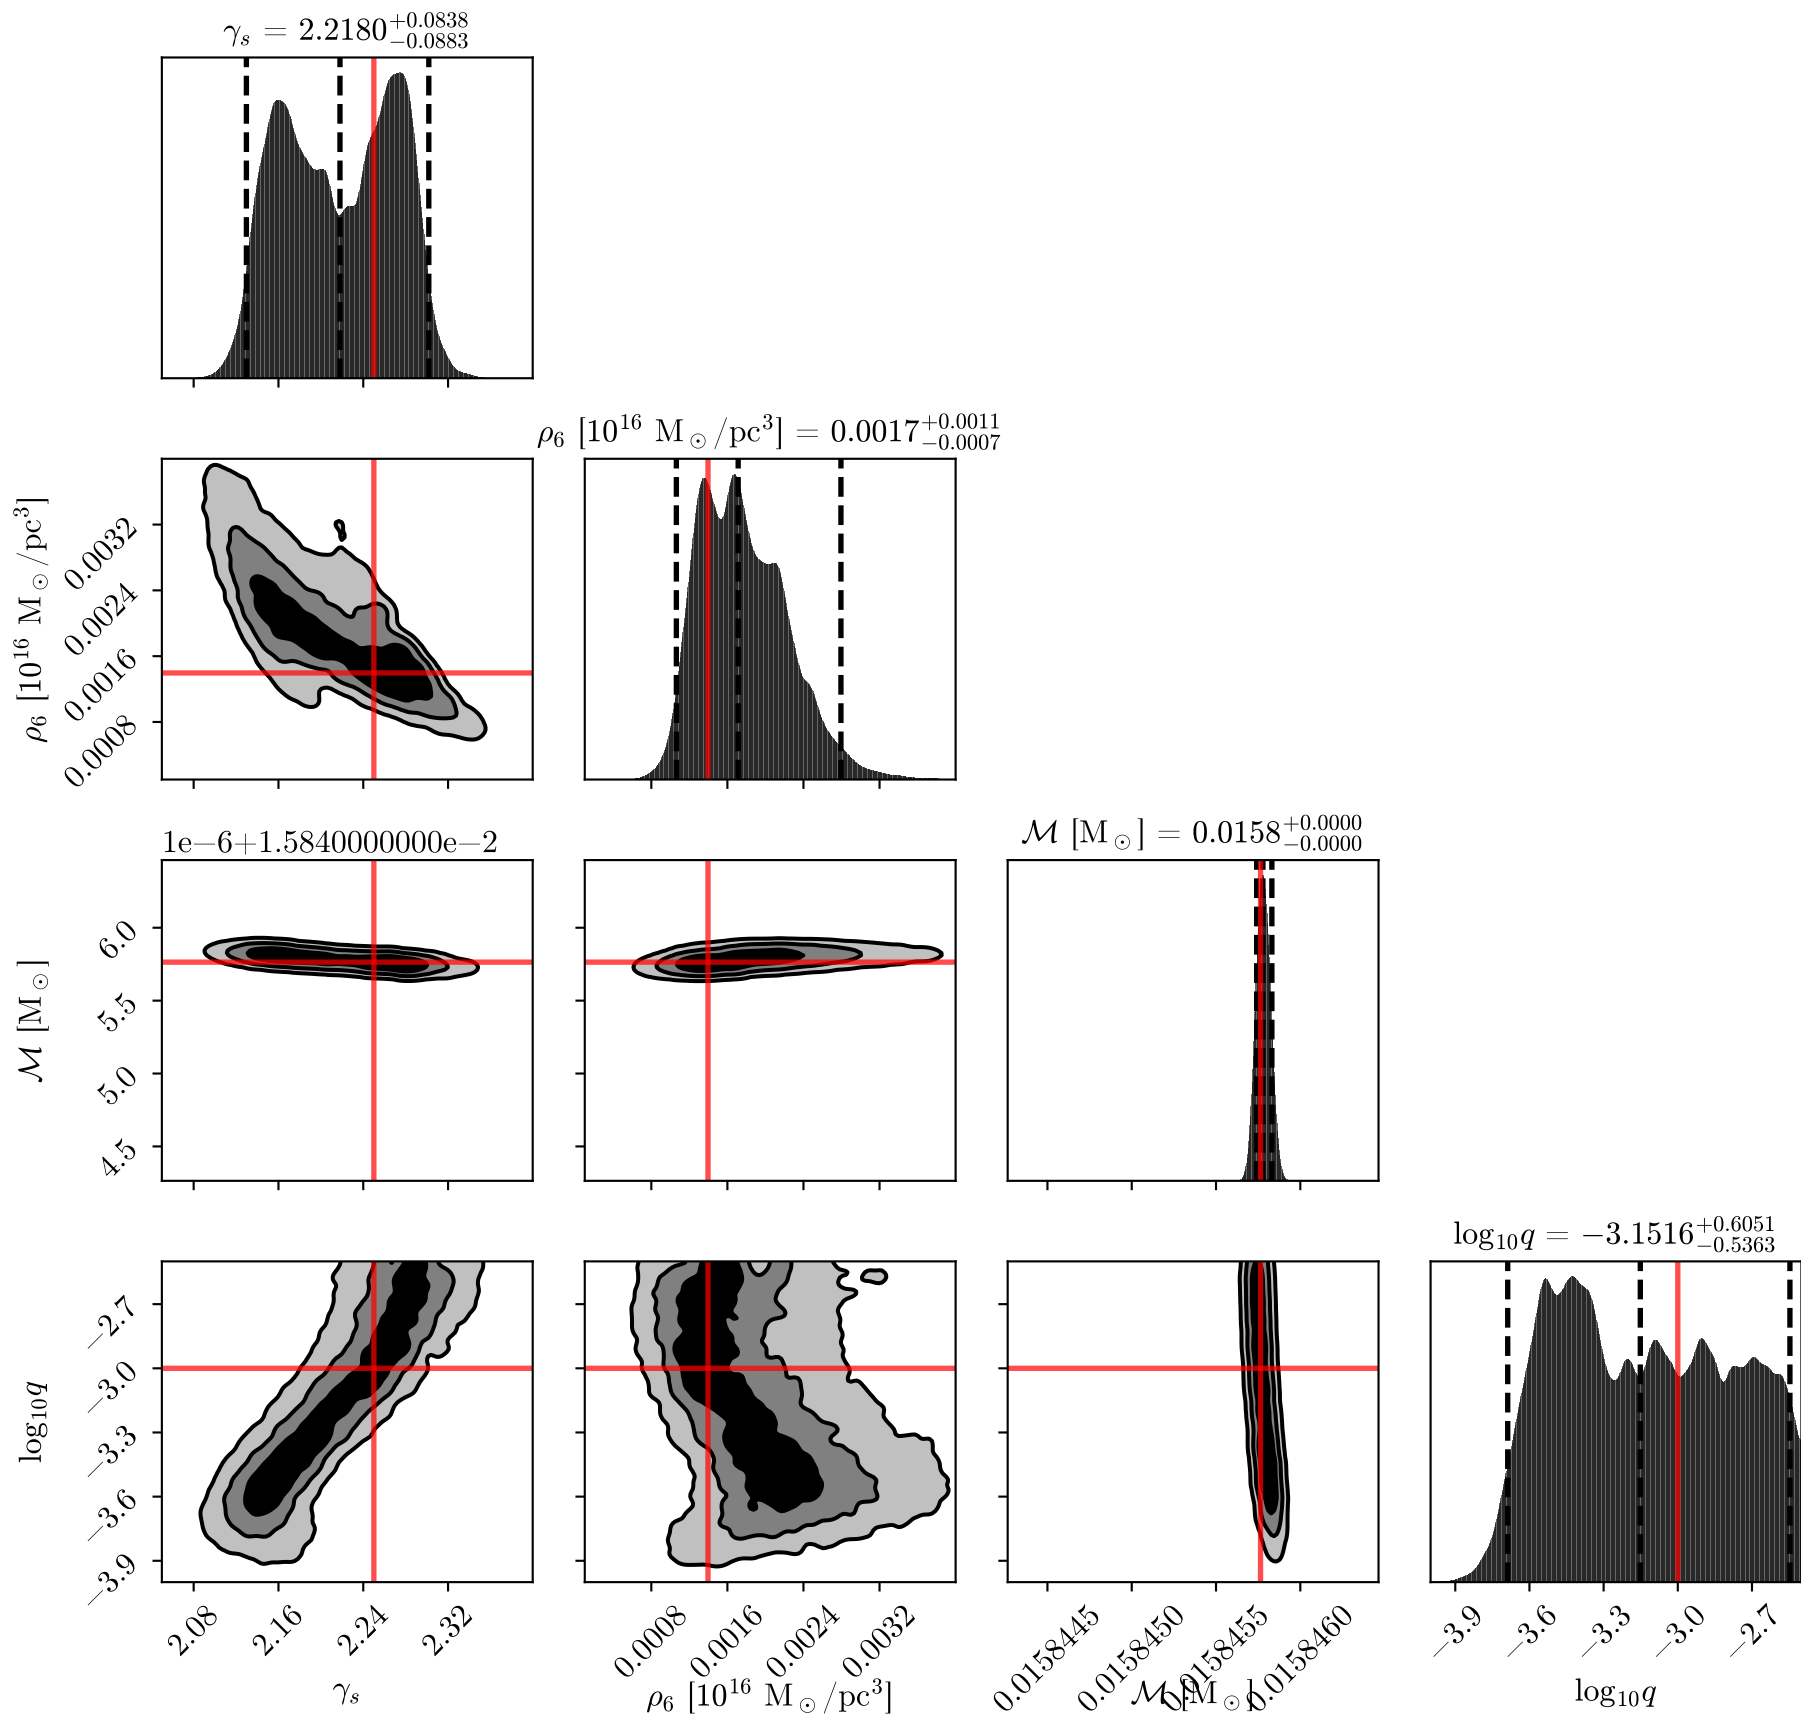 γ_s = 2.2180^{+0.0838}_{−0.0883}
ρ_6 [10^{16} M_⊙/pc^3] = 0.0017^{+0.0011}_{−0.0007}
ρ_6 [10^{16} M_⊙/pc^3]
0.0032
0.0024
0.0016
0.0008
1e−6+1.5840000000e−2
ℳ [M_⊙] = 0.0158^{+0.0000}_{−0.0000}
ℳ [M_⊙]
6.0
5.5
5.0
4.5
log_{10}q = −3.1516^{+0.6051}_{−0.5363}
log_{10}q
−2.7
−3.0
−3.3
−3.6
−3.9
2.08 2.16 2.24 2.32
0.0008 0.0016 0.0024 0.0032
0.0158445 0.0158450 0.0158455 0.0158460
−3.9 −3.6 −3.3 −3.0 −2.7
γ_s
ρ_6 [10^{16} M_⊙/pc^3]
ℳ [M_⊙]
log_{10}q